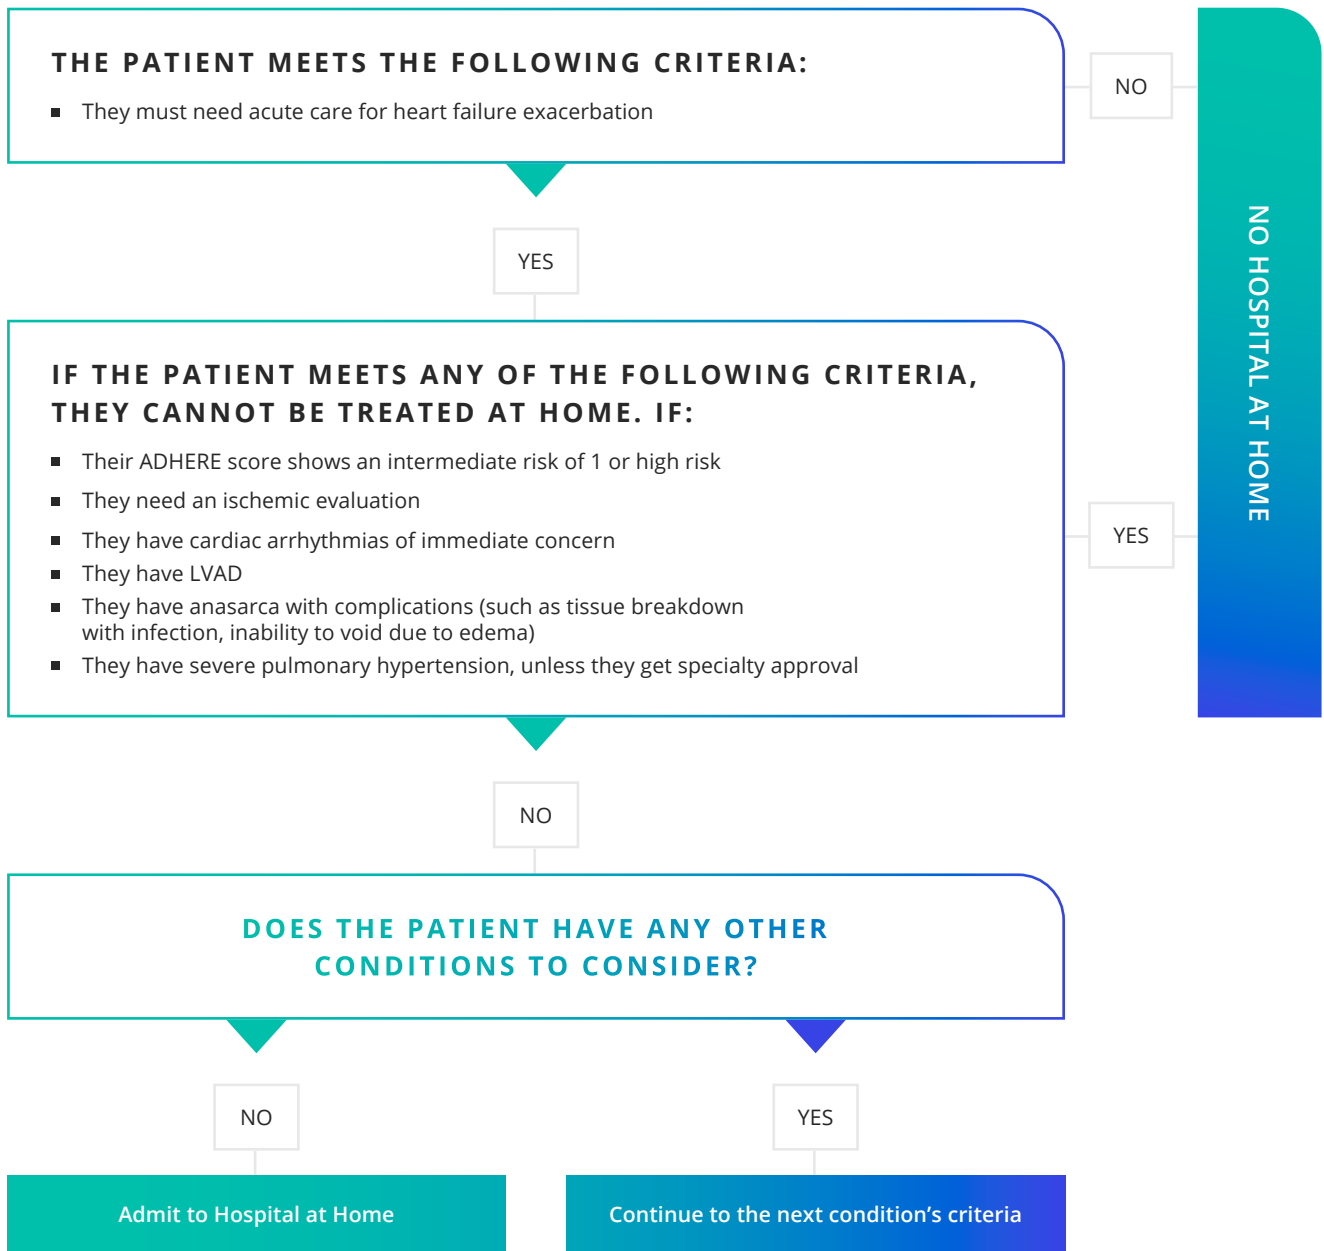 THE PATIENT MEETS THE FOLLOWING CRITERIA:
▪ They must need acute care for heart failure exacerbation
NO
NO HOSPITAL AT HOME
YES
IF THE PATIENT MEETS ANY OF THE FOLLOWING CRITERIA,
THEY CANNOT BE TREATED AT HOME. IF:
▪ Their ADHERE score shows an intermediate risk of 1 or high risk
▪ They need an ischemic evaluation
▪ They have cardiac arrhythmias of immediate concern
▪ They have LVAD
▪ They have anasarca with complications (such as tissue breakdown
with infection, inability to void due to edema)
▪ They have severe pulmonary hypertension, unless they get specialty approval
YES
NO
DOES THE PATIENT HAVE ANY OTHER
CONDITIONS TO CONSIDER?
NO
YES
Admit to Hospital at Home
Continue to the next condition’s criteria